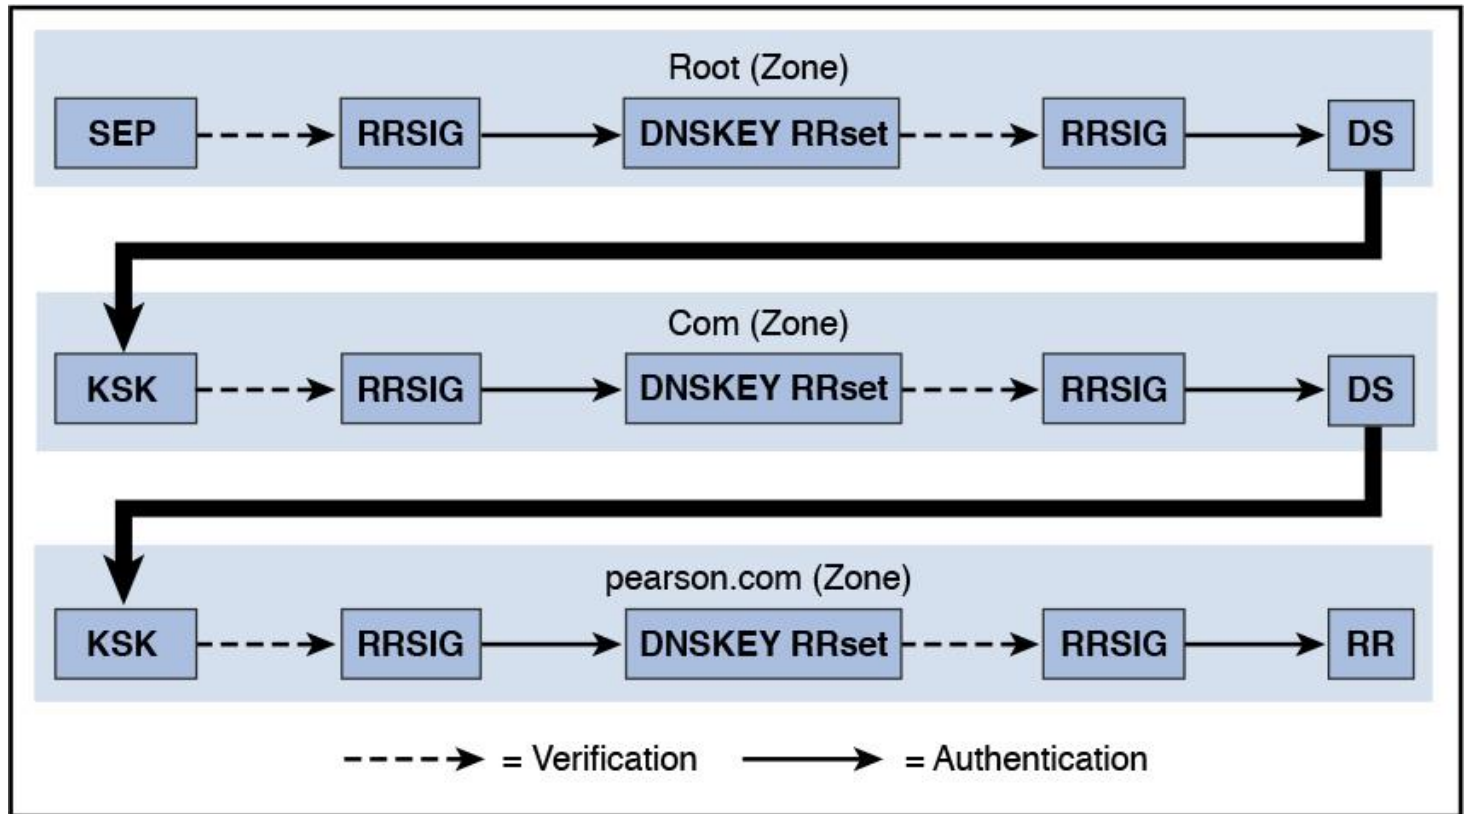 Root (Zone)
SEP RRSIG DNSKEY RRset RRSIG DS
Com (Zone)
KSK RRSIG DNSKEY RRset RRSIG DS
pearson.com (Zone)
KSK RRSIG DNSKEY RRset RRSIG RR
= Verification = Authentication